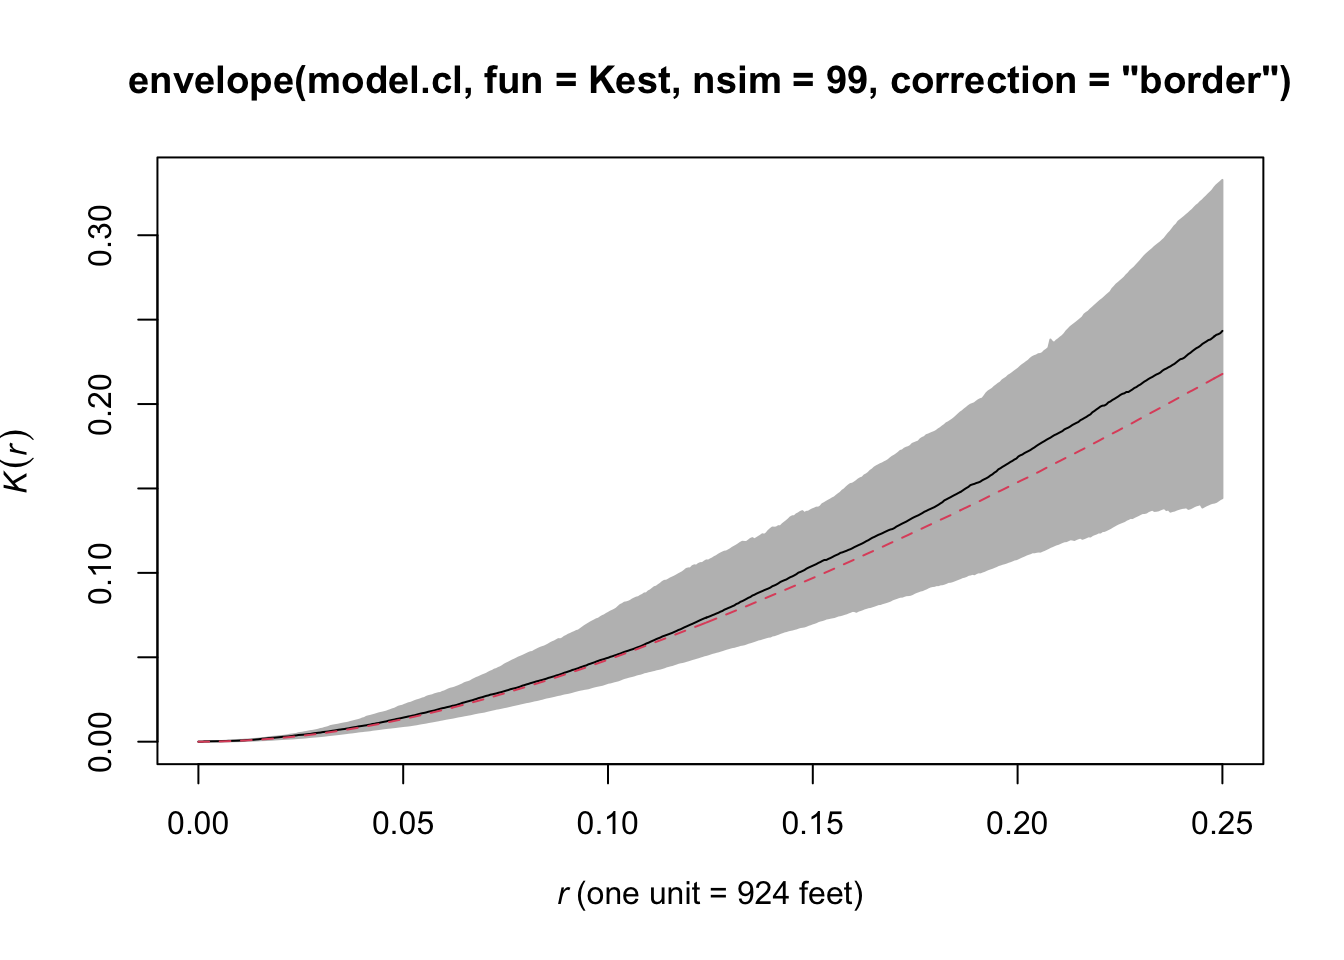 envelope(model.cl, fun = Kest, nsim = 99, correction = "border")
K(r)
0.30
0.20
0.10
0.00
0.00 0.05 0.10 0.15 0.20 0.25
r (one unit = 924 feet)